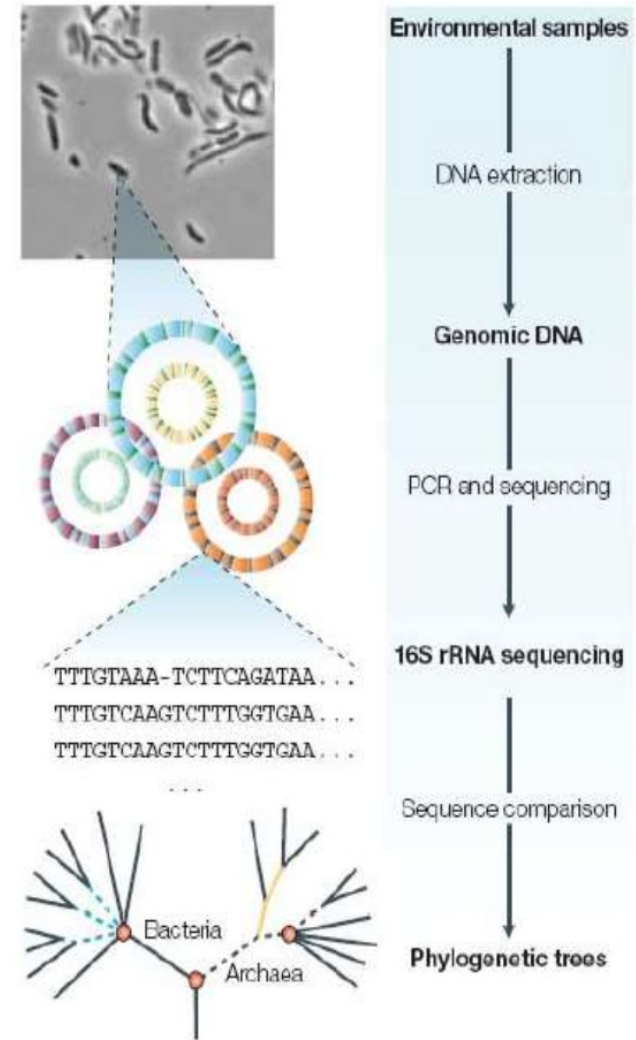 Environmental samples
DNA extraction
Genomic DNA
PCR and sequencing
16S rRNA sequencing
TTTGTAAA-TCTTCAGATAA...
TTTGTCAAGTCTTTGGTGAA...
TTTGTCAAGTCTTTGGTGAA...
...
Sequence comparison
Bacteria
Archaea
Phylogenetic trees